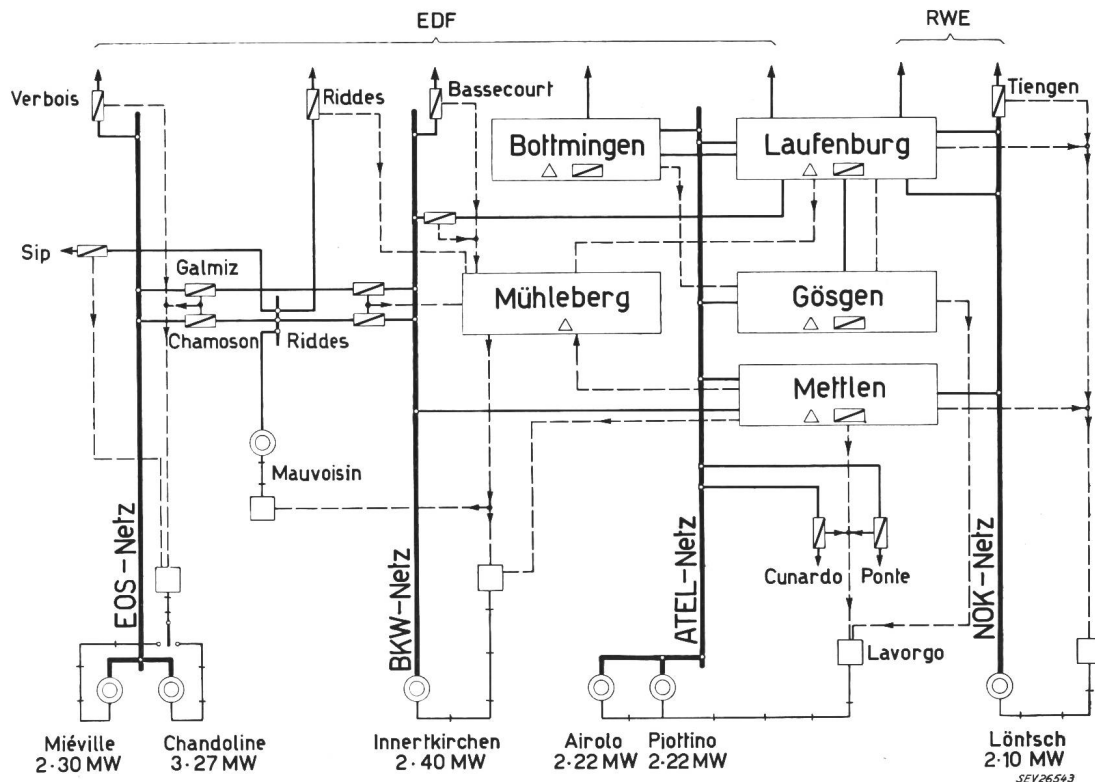 EDF
RWE
Verbois
Riddes
Bassecourt
Tiengen
Bottmingen
Laufenburg
Sip
Galmiz
Mühleberg
Gösgen
Chamoson
Riddes
Mettlen
Mauvoisin
EOS-Netz
BKW-Netz
ATEL-Netz
NOK-Netz
Cunardo
Ponte
Lavorgo
Miéville
2·30 MW
Chandoline
3·27 MW
Innertkirchen
2·40 MW
Airolo
2·22 MW
Piottino
2·22 MW
Löntsch
2·10 MW
SEV26543